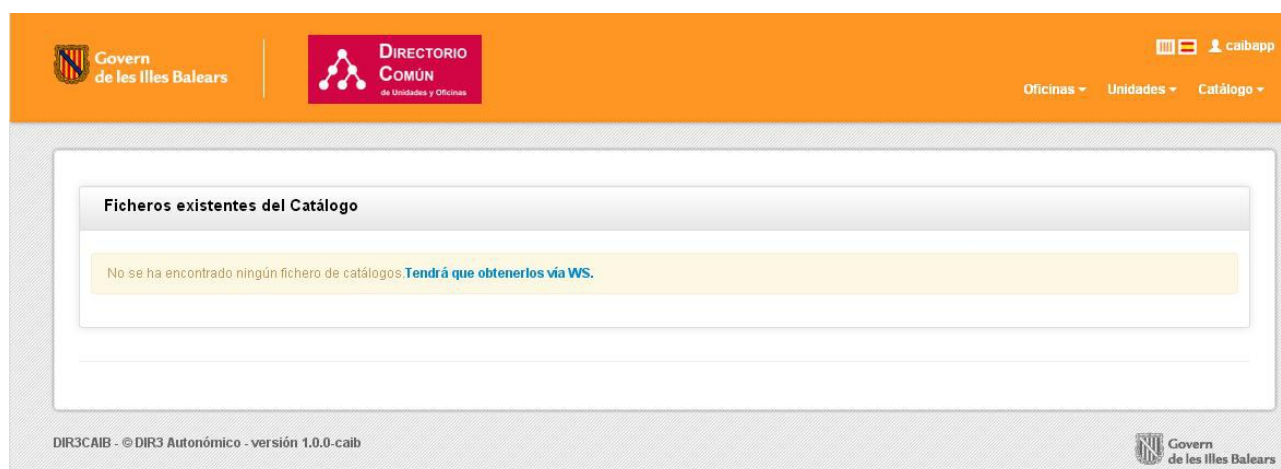 Govern
de les Illes Balears
DIRECTORIO
COMÚN
de Unidades y Oficinas
caibapp
Oficinas Unidades Catálogo
Ficheros existentes del Catálogo
No se ha encontrado ningún fichero de catálogos.Tendrá que obtenerlos vía WS.
DIR3CAIB - © DIR3 Autonómico - versión 1.0.0-caib
Govern
de les Illes Balears